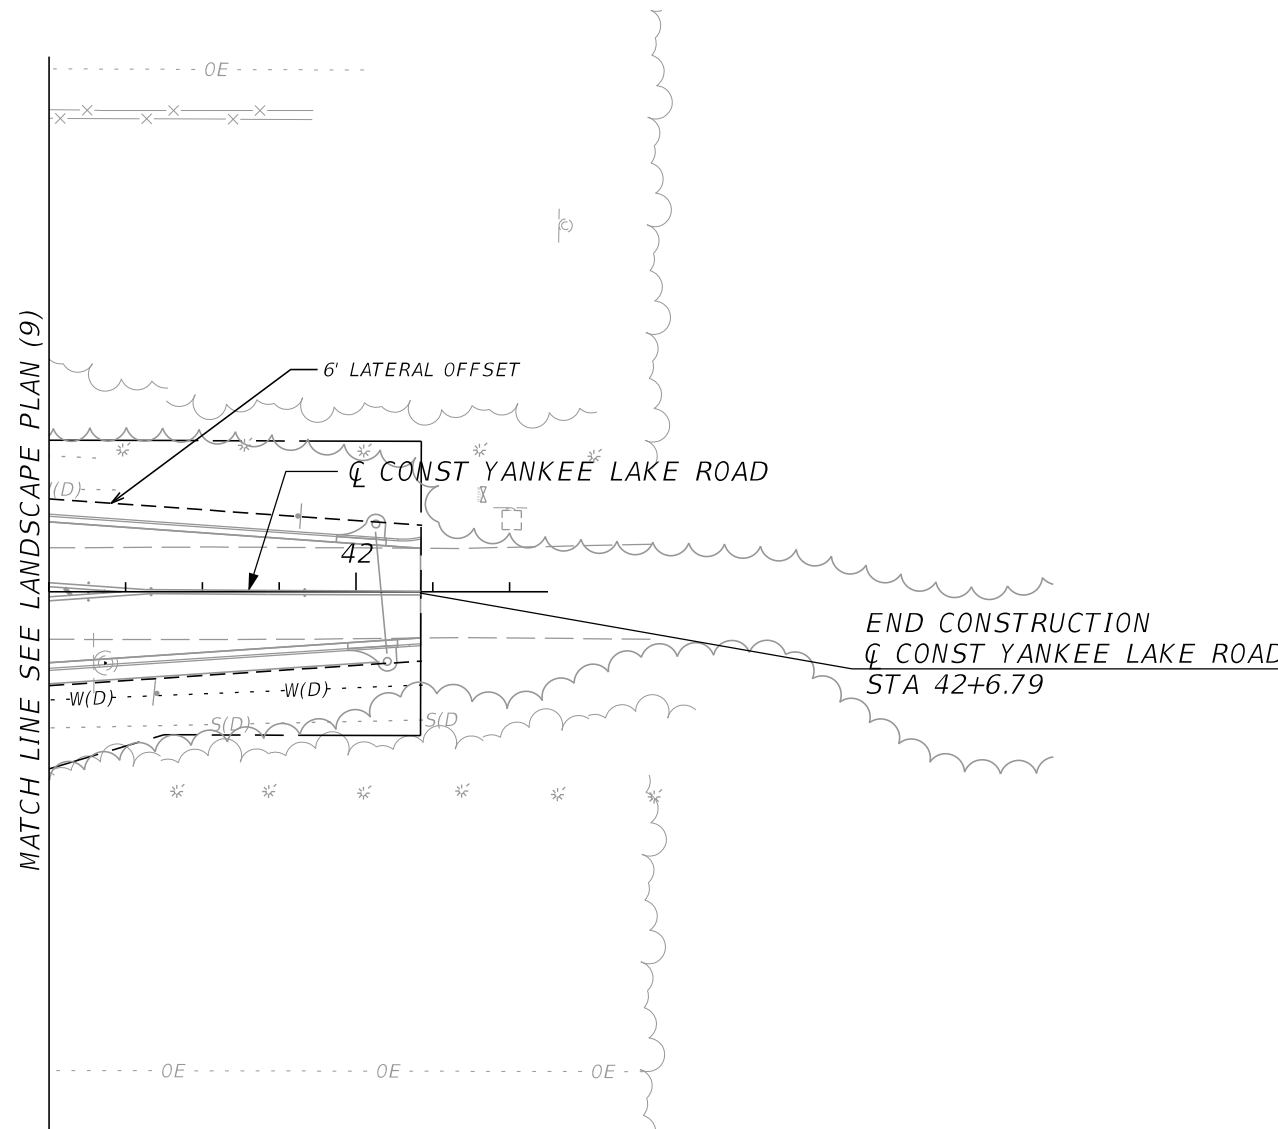 OE
6' LATERAL OFFSET
℄ CONST YANKEE LAKE ROAD
(D)
42
END CONSTRUCTION
℄ CONST YANKEE LAKE ROAD
STA 42+6.79
W(D)
W(D)
S(D)
S(D
MATCH LINE SEE LANDSCAPE PLAN (9)
OE
OE
OE